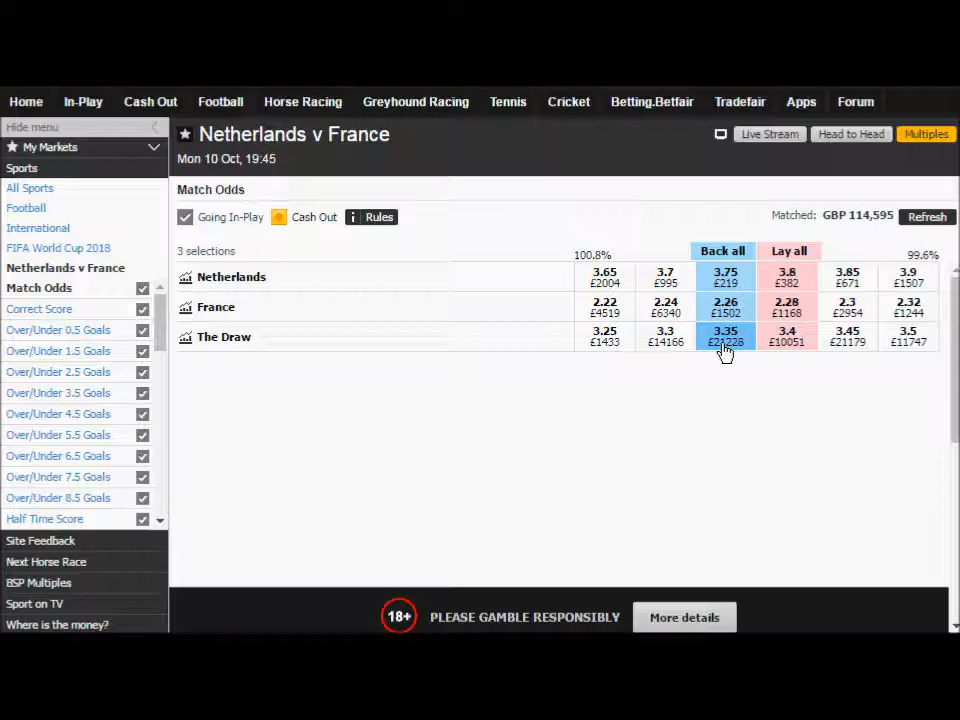 Home In-Play Cash Out Football Horse Racing Greyhound Racing Tennis Cricket Betting.Betfair Tradefair Apps Forum
Hide menu
My Markets
Sports
All Sports
Football
International
FIFA World Cup 2018
Netherlands v France
Match Odds
Correct Score
Over/Under 0.5 Goals
Over/Under 1.5 Goals
Over/Under 2.5 Goals
Over/Under 3.5 Goals
Over/Under 4.5 Goals
Over/Under 5.5 Goals
Over/Under 6.5 Goals
Over/Under 7.5 Goals
Over/Under 8.5 Goals
Half Time Score
Site Feedback
Next Horse Race
BSP Multiples
Sport on TV
Where is the money?
Netherlands v France
Live Stream Head to Head Multiples
Mon 10 Oct, 19:45
Match Odds
Going In-Play Cash Out i Rules Matched: GBP 114,595 Refresh
3 selections 100.8% Back all Lay all 99.6%
Netherlands 3.65 3.7 3.75 3.8 3.85 3.9
£2004 £995 £219 £382 £671 £1507
France 2.22 2.24 2.26 2.28 2.3 2.32
£4519 £6340 £1502 £1168 £2954 £1244
The Draw 3.25 3.3 3.35 3.4 3.45 3.5
£1433 £14166 £21228 £10051 £21179 £11747
18+ PLEASE GAMBLE RESPONSIBLY More details